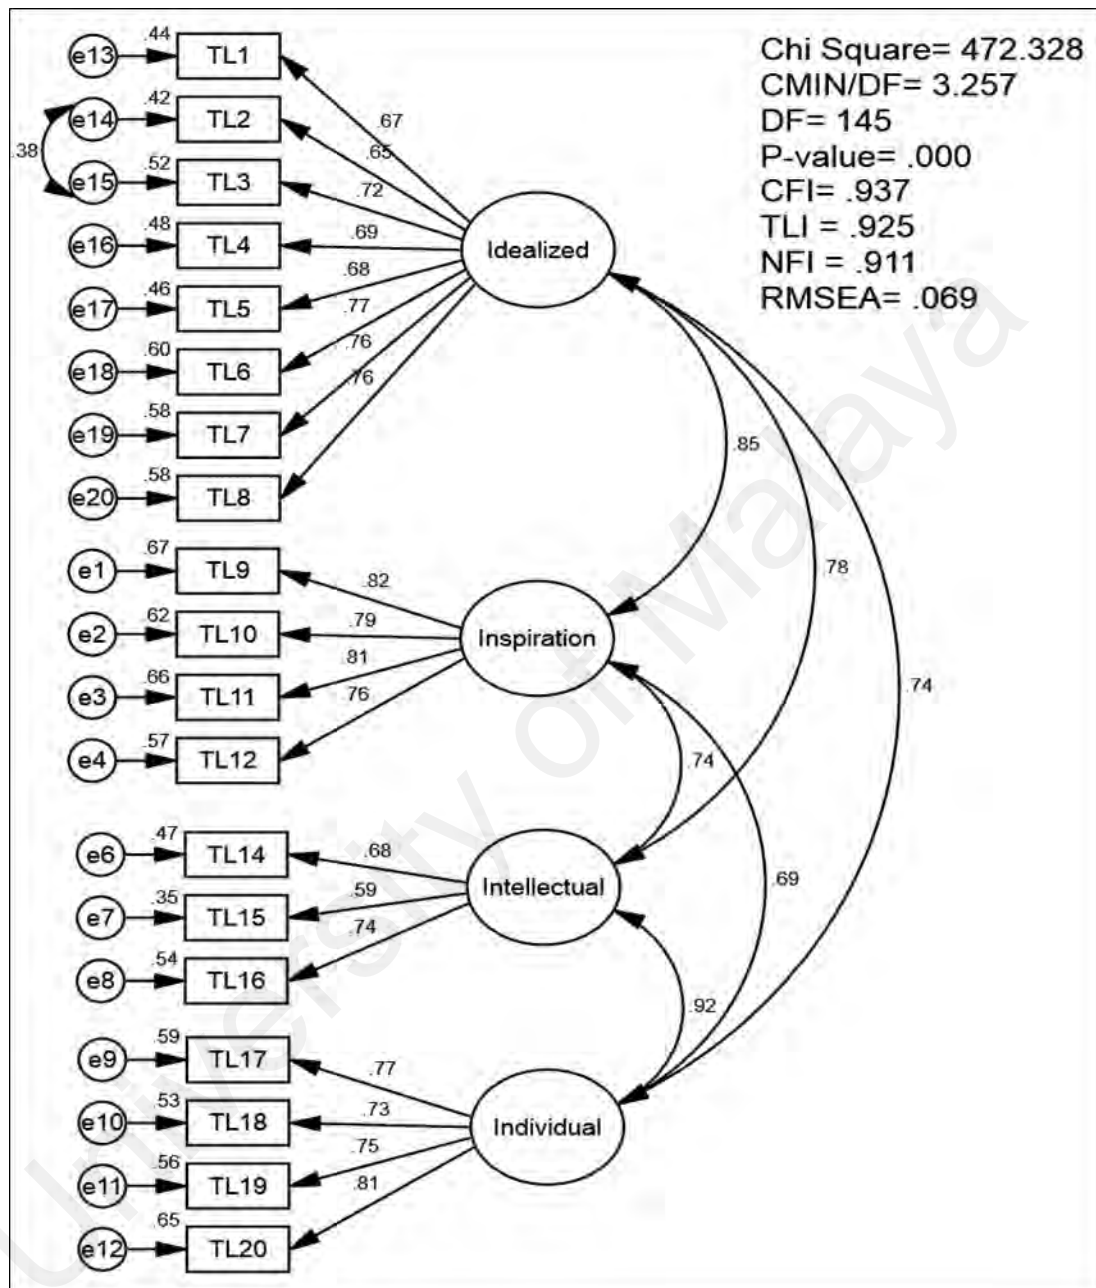 Chi Square= 472.328
CMIN/DF= 3.257
DF= 145
P-value= .000
CFI= .937
TLI = .925
NFI = .911
RMSEA= .069
e13 .44 TL1
e14 .42 TL2
e15 .52 TL3
e16 .48 TL4
e17 .46 TL5
e18 .60 TL6
e19 .58 TL7
e20 .58 TL8
.38
.67
.65
.72
.69
.68
.77
.76
.76
Idealized
e1 .67 TL9
e2 .62 TL10
e3 .66 TL11
e4 .57 TL12
.82
.79
.81
.76
Inspiration
e6 .47 TL14
e7 .35 TL15
e8 .54 TL16
.68
.59
.74
Intellectual
e9 .59 TL17
e10 .53 TL18
e11 .56 TL19
e12 .65 TL20
.77
.73
.75
.81
Individual
.85
.78
.74
.74
.69
.92
University of Malaya